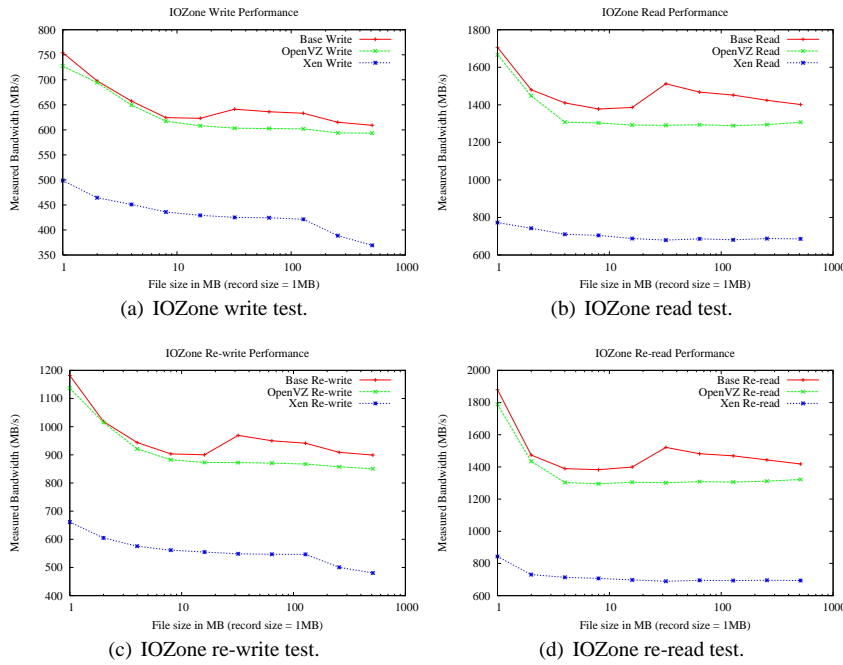 IOZone Write Performance
800
750
700
650
600
550
500
450
400
350
Measured Bandwidth (MB/s)
Base Write
OpenVZ Write
Xen Write
1
10
100
1000
File size in MB (record size = 1MB)
(a) IOZone write test.
IOZone Read Performance
1800
1600
1400
1200
1000
800
600
Measured Bandwidth (MB/s)
Base Read
OpenVZ Read
Xen Read
1
10
100
1000
File size in MB (record size = 1MB)
(b) IOZone read test.
IOZone Re-write Performance
1200
1100
1000
900
800
700
600
500
400
Measured Bandwidth (MB/s)
Base Re-write
OpenVZ Re-write
Xen Re-write
1
10
100
1000
File size in MB (record size = 1MB)
(c) IOZone re-write test.
IOZone Re-read Performance
2000
1800
1600
1400
1200
1000
800
600
Measured Bandwidth (MB/s)
Base Re-read
OpenVZ Re-read
Xen Re-read
1
10
100
1000
File size in MB (record size = 1MB)
(d) IOZone re-read test.